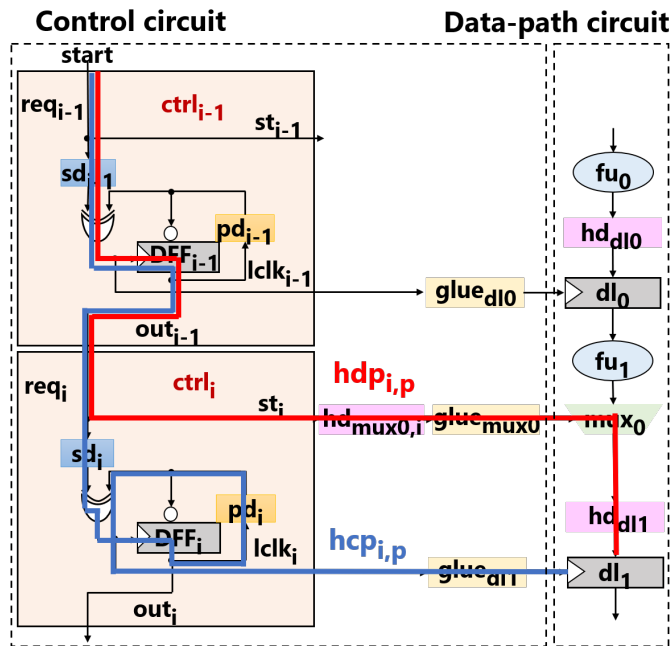 Control circuit
Data-path circuit
start
req_{i-1}
ctrl_{i-1}
st_{i-1}
sd_{i-1}
fu_0
pd_{i-1}
hd_{dl0}
DFF_{i-1}
lclk_{i-1}
glue_{dl0}
dl_0
out_{i-1}
fu_1
req_i
ctrl_i
hdp_{i,p}
st_i
hd_{mux0,i}
glue_{mux0}
mux_0
sd_i
pd_i
hd_{dl1}
DFF_i
lclk_i
hcp_{i,p}
glue_{dl1}
dl_1
out_i